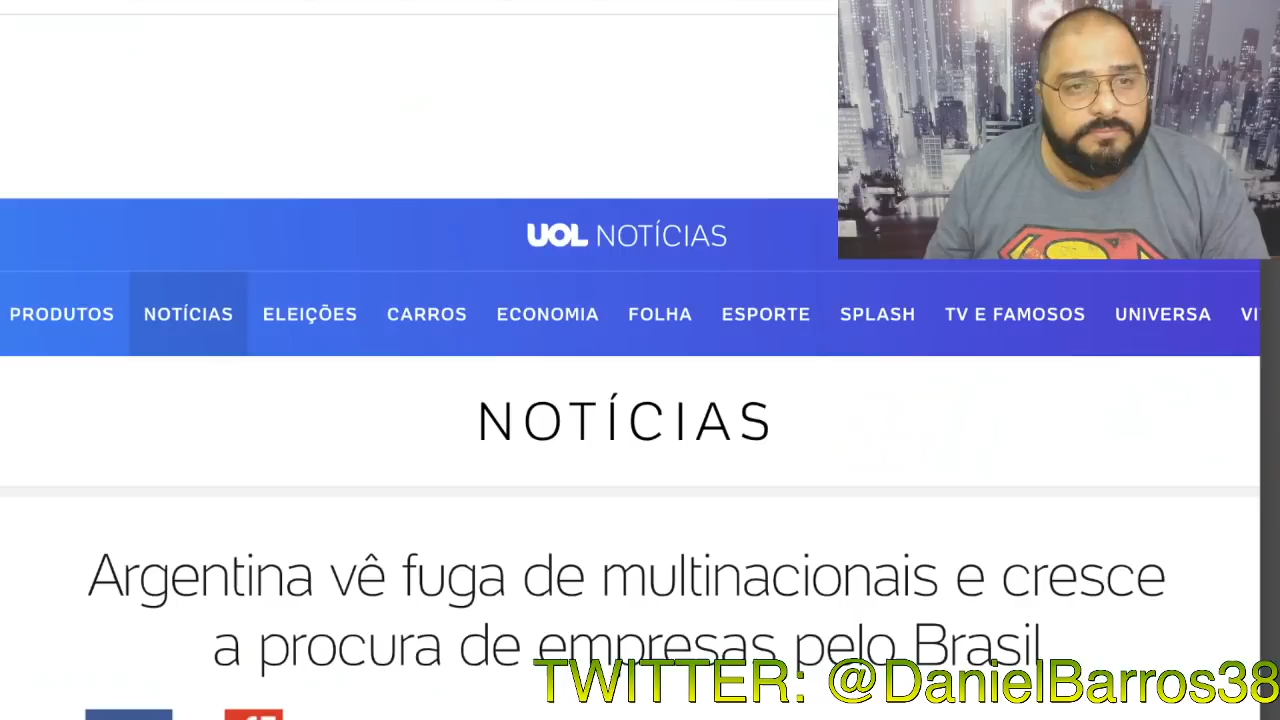 UOL NOTÍCIAS
PRODUTOS NOTÍCIAS ELEIÇÕES CARROS ECONOMIA FOLHA ESPORTE SPLASH TV E FAMOSOS UNIVERSA VI
NOTÍCIAS
Argentina vê fuga de multinacionais e cresce
a procura de empresas pelo Brasil
TWITTER: @DanielBarros38